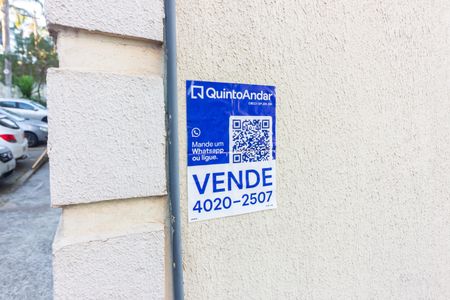 QuintoAndar
Mande um
Whatsapp
ou ligue.
VENDE
4020-2507